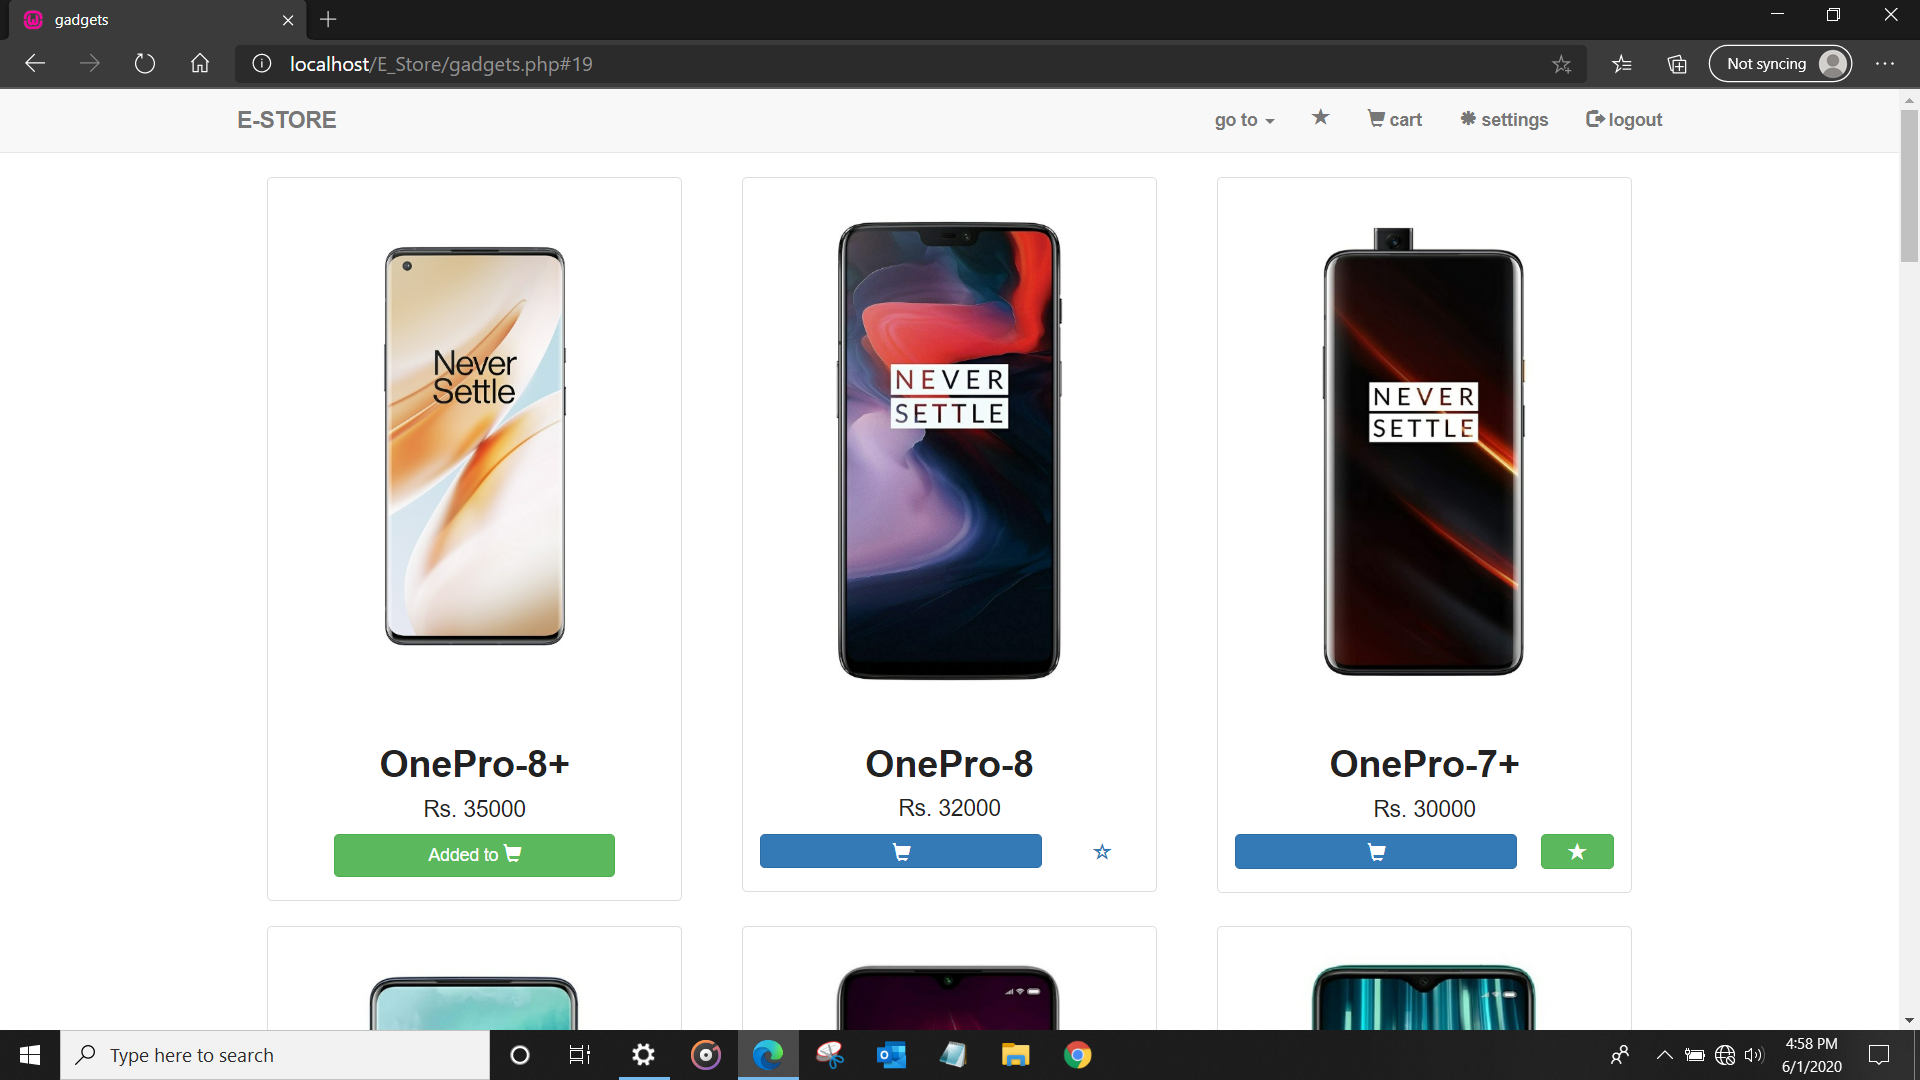 gadgets
localhost/E_Store/gadgets.php#19
Not syncing
E-STORE
go to
cart
settings
logout
Never
Settle
NEVER
SETTLE
NEVER
SETTLE
OnePro-8+
OnePro-8
OnePro-7+
Rs. 35000
Rs. 32000
Rs. 30000
Added to
Type here to search
4:58 PM
6/1/2020